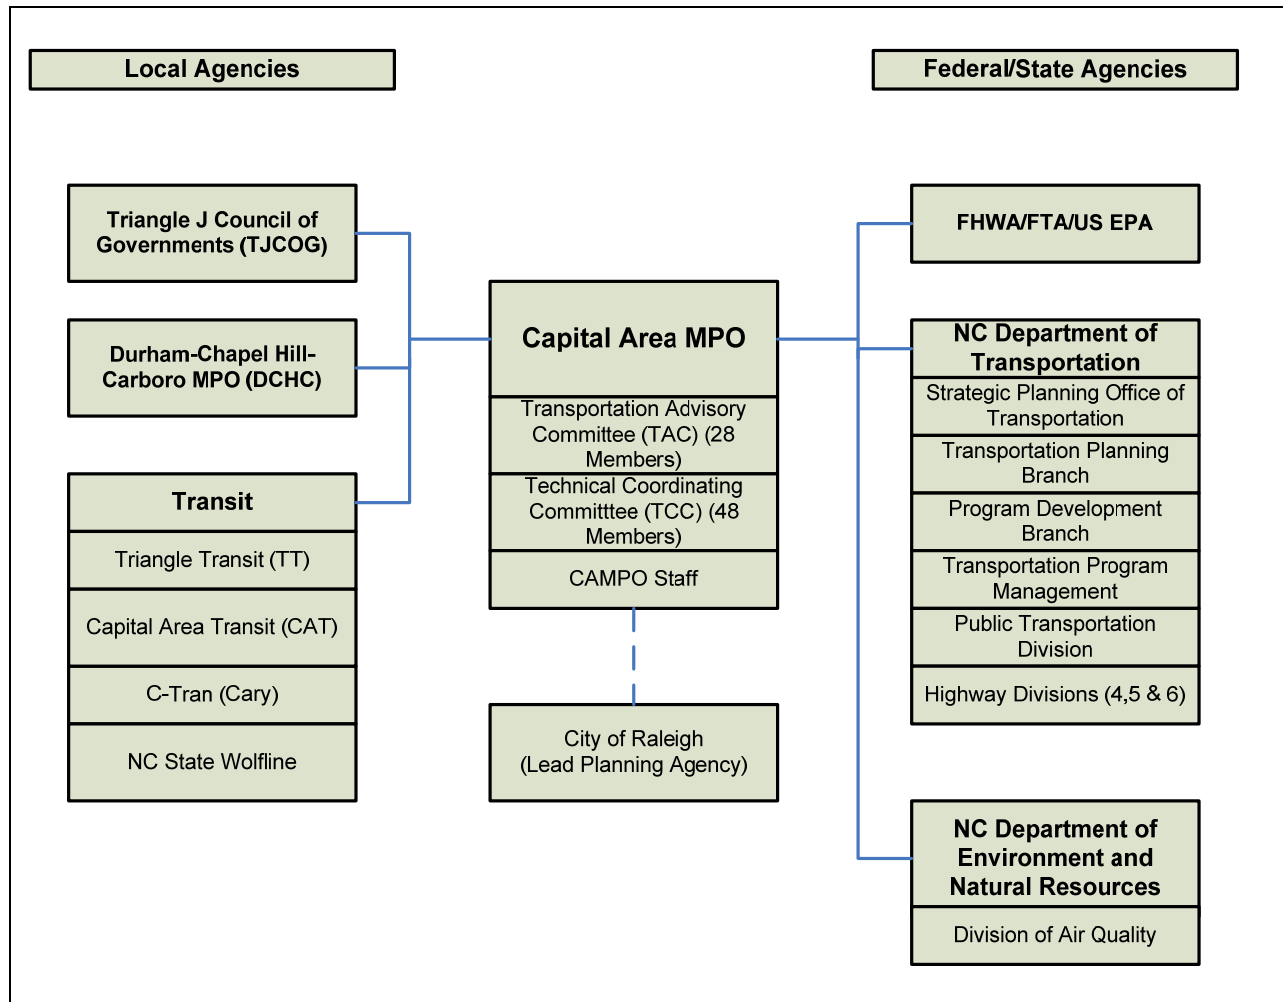 Local Agencies
Federal/State Agencies
Triangle J Council of
Governments (TJCOG)
Durham-Chapel Hill-
Carboro MPO (DCHC)
Transit
Triangle Transit (TT)
Capital Area Transit (CAT)
C-Tran (Cary)
NC State Wolfline
Capital Area MPO
Transportation Advisory
Committee (TAC) (28
Members)
Technical Coordinating
Committtee (TCC) (48
Members)
CAMPO Staff
City of Raleigh
(Lead Planning Agency)
FHWA/FTA/US EPA
NC Department of
Transportation
Strategic Planning Office of
Transportation
Transportation Planning
Branch
Program Development
Branch
Transportation Program
Management
Public Transportation
Division
Highway Divisions (4,5 & 6)
NC Department of
Environment and
Natural Resources
Division of Air Quality